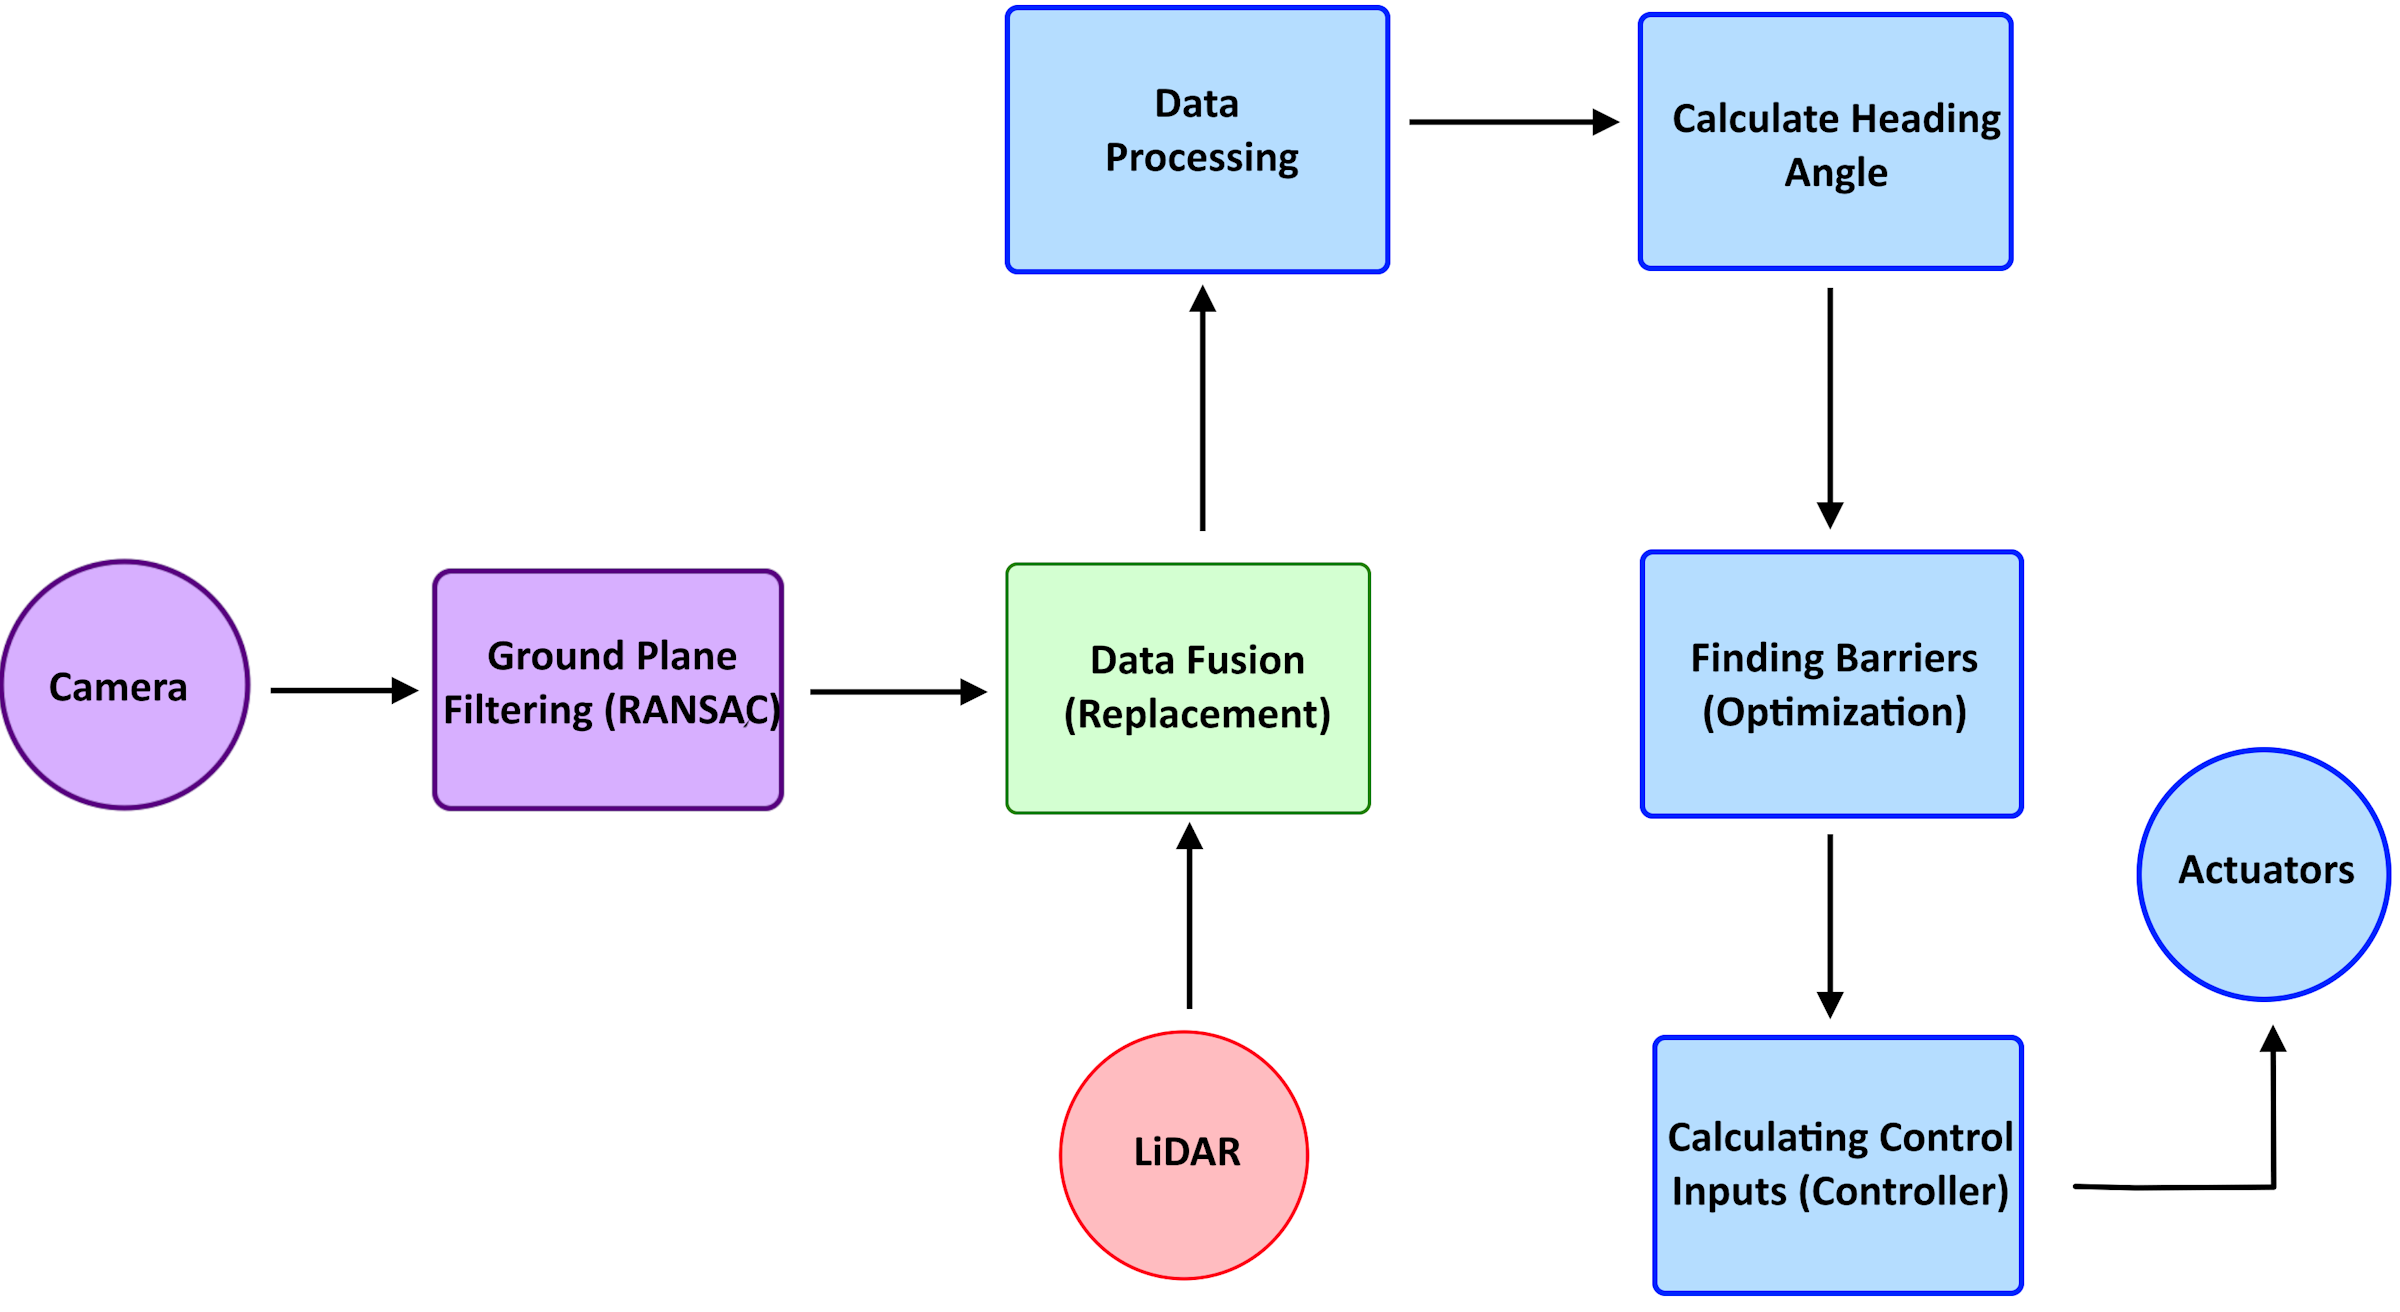 Data
Processing
Calculate Heading
Angle
Camera
Ground Plane
Filtering (RANSAC)
Data Fusion
(Replacement)
Finding Barriers
(Optimization)
Actuators
LiDAR
Calculating Control
Inputs (Controller)